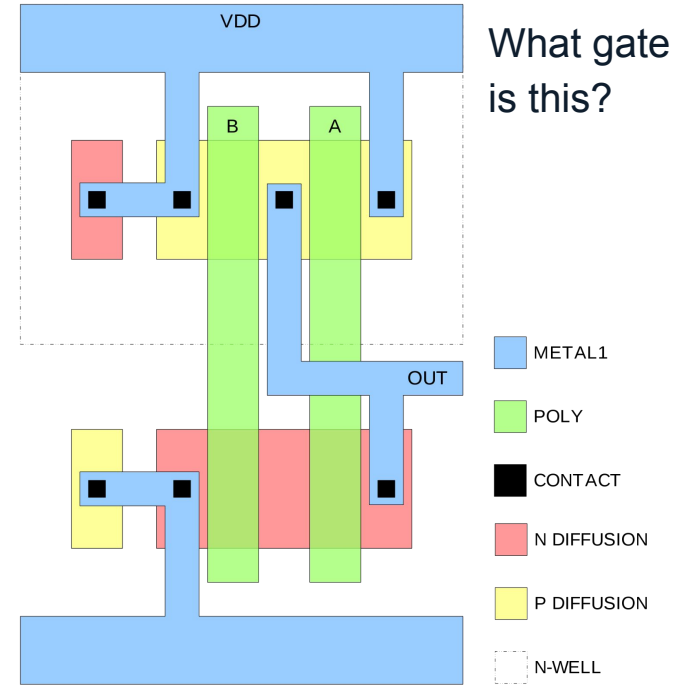 VDD
What gate
is this?
B
A
METAL1
OUT
POLY
CONTACT
N DIFFUSION
P DIFFUSION
N-WELL